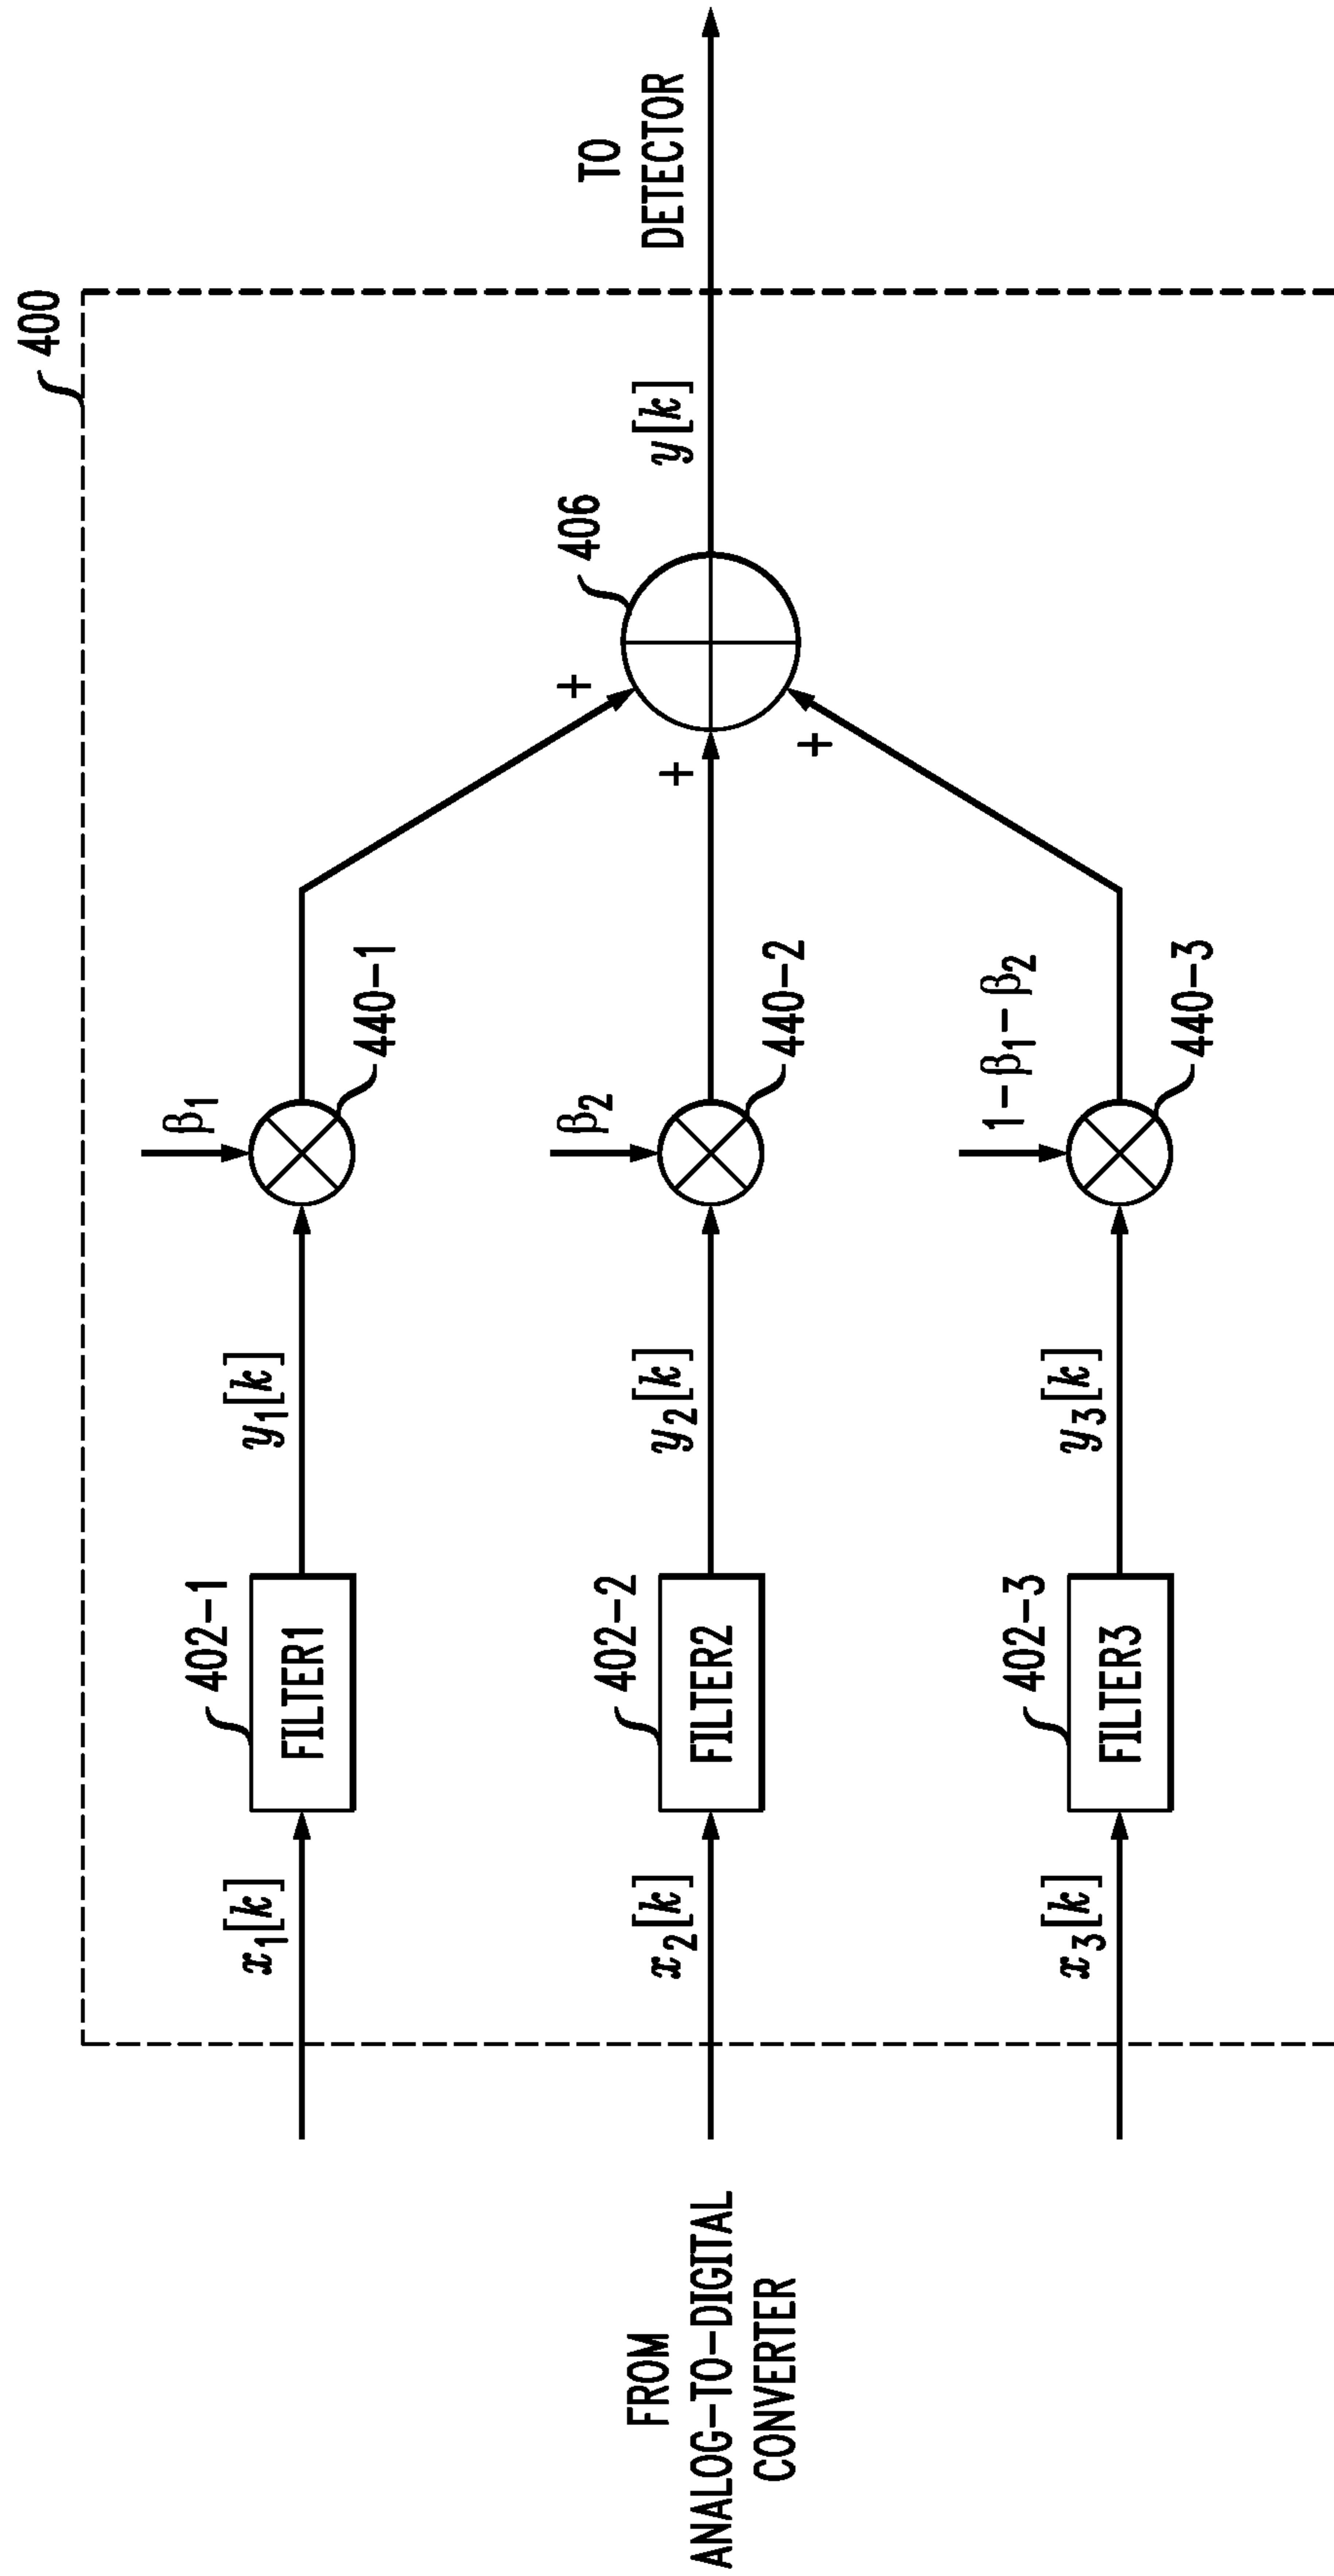 400
FROM
ANALOG-TO-DIGITAL
CONVERTER
x₁[k]
402-1
FILTER1
y₁[k]
β₁
440-1
+
x₂[k]
402-2
FILTER2
y₂[k]
β₂
440-2
+
406
y[k]
TO
DETECTOR
x₃[k]
402-3
FILTER3
y₃[k]
1-β₁-β₂
440-3
+